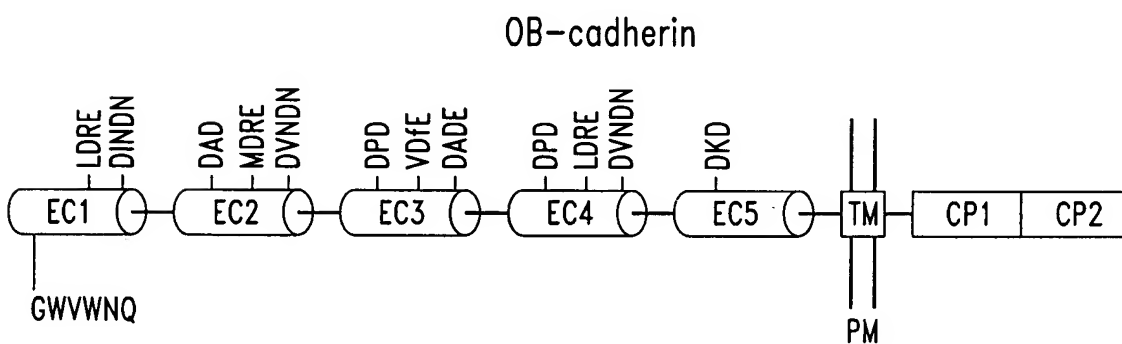 OB-cadherin
LDRE
DINDN
DAD
MDRE
DVNDN
DPD
VDfE
DADE
DPD
LDRE
DVNDN
DKD
EC1
EC2
EC3
EC4
EC5
TM
CP1
CP2
GWVWNQ
PM